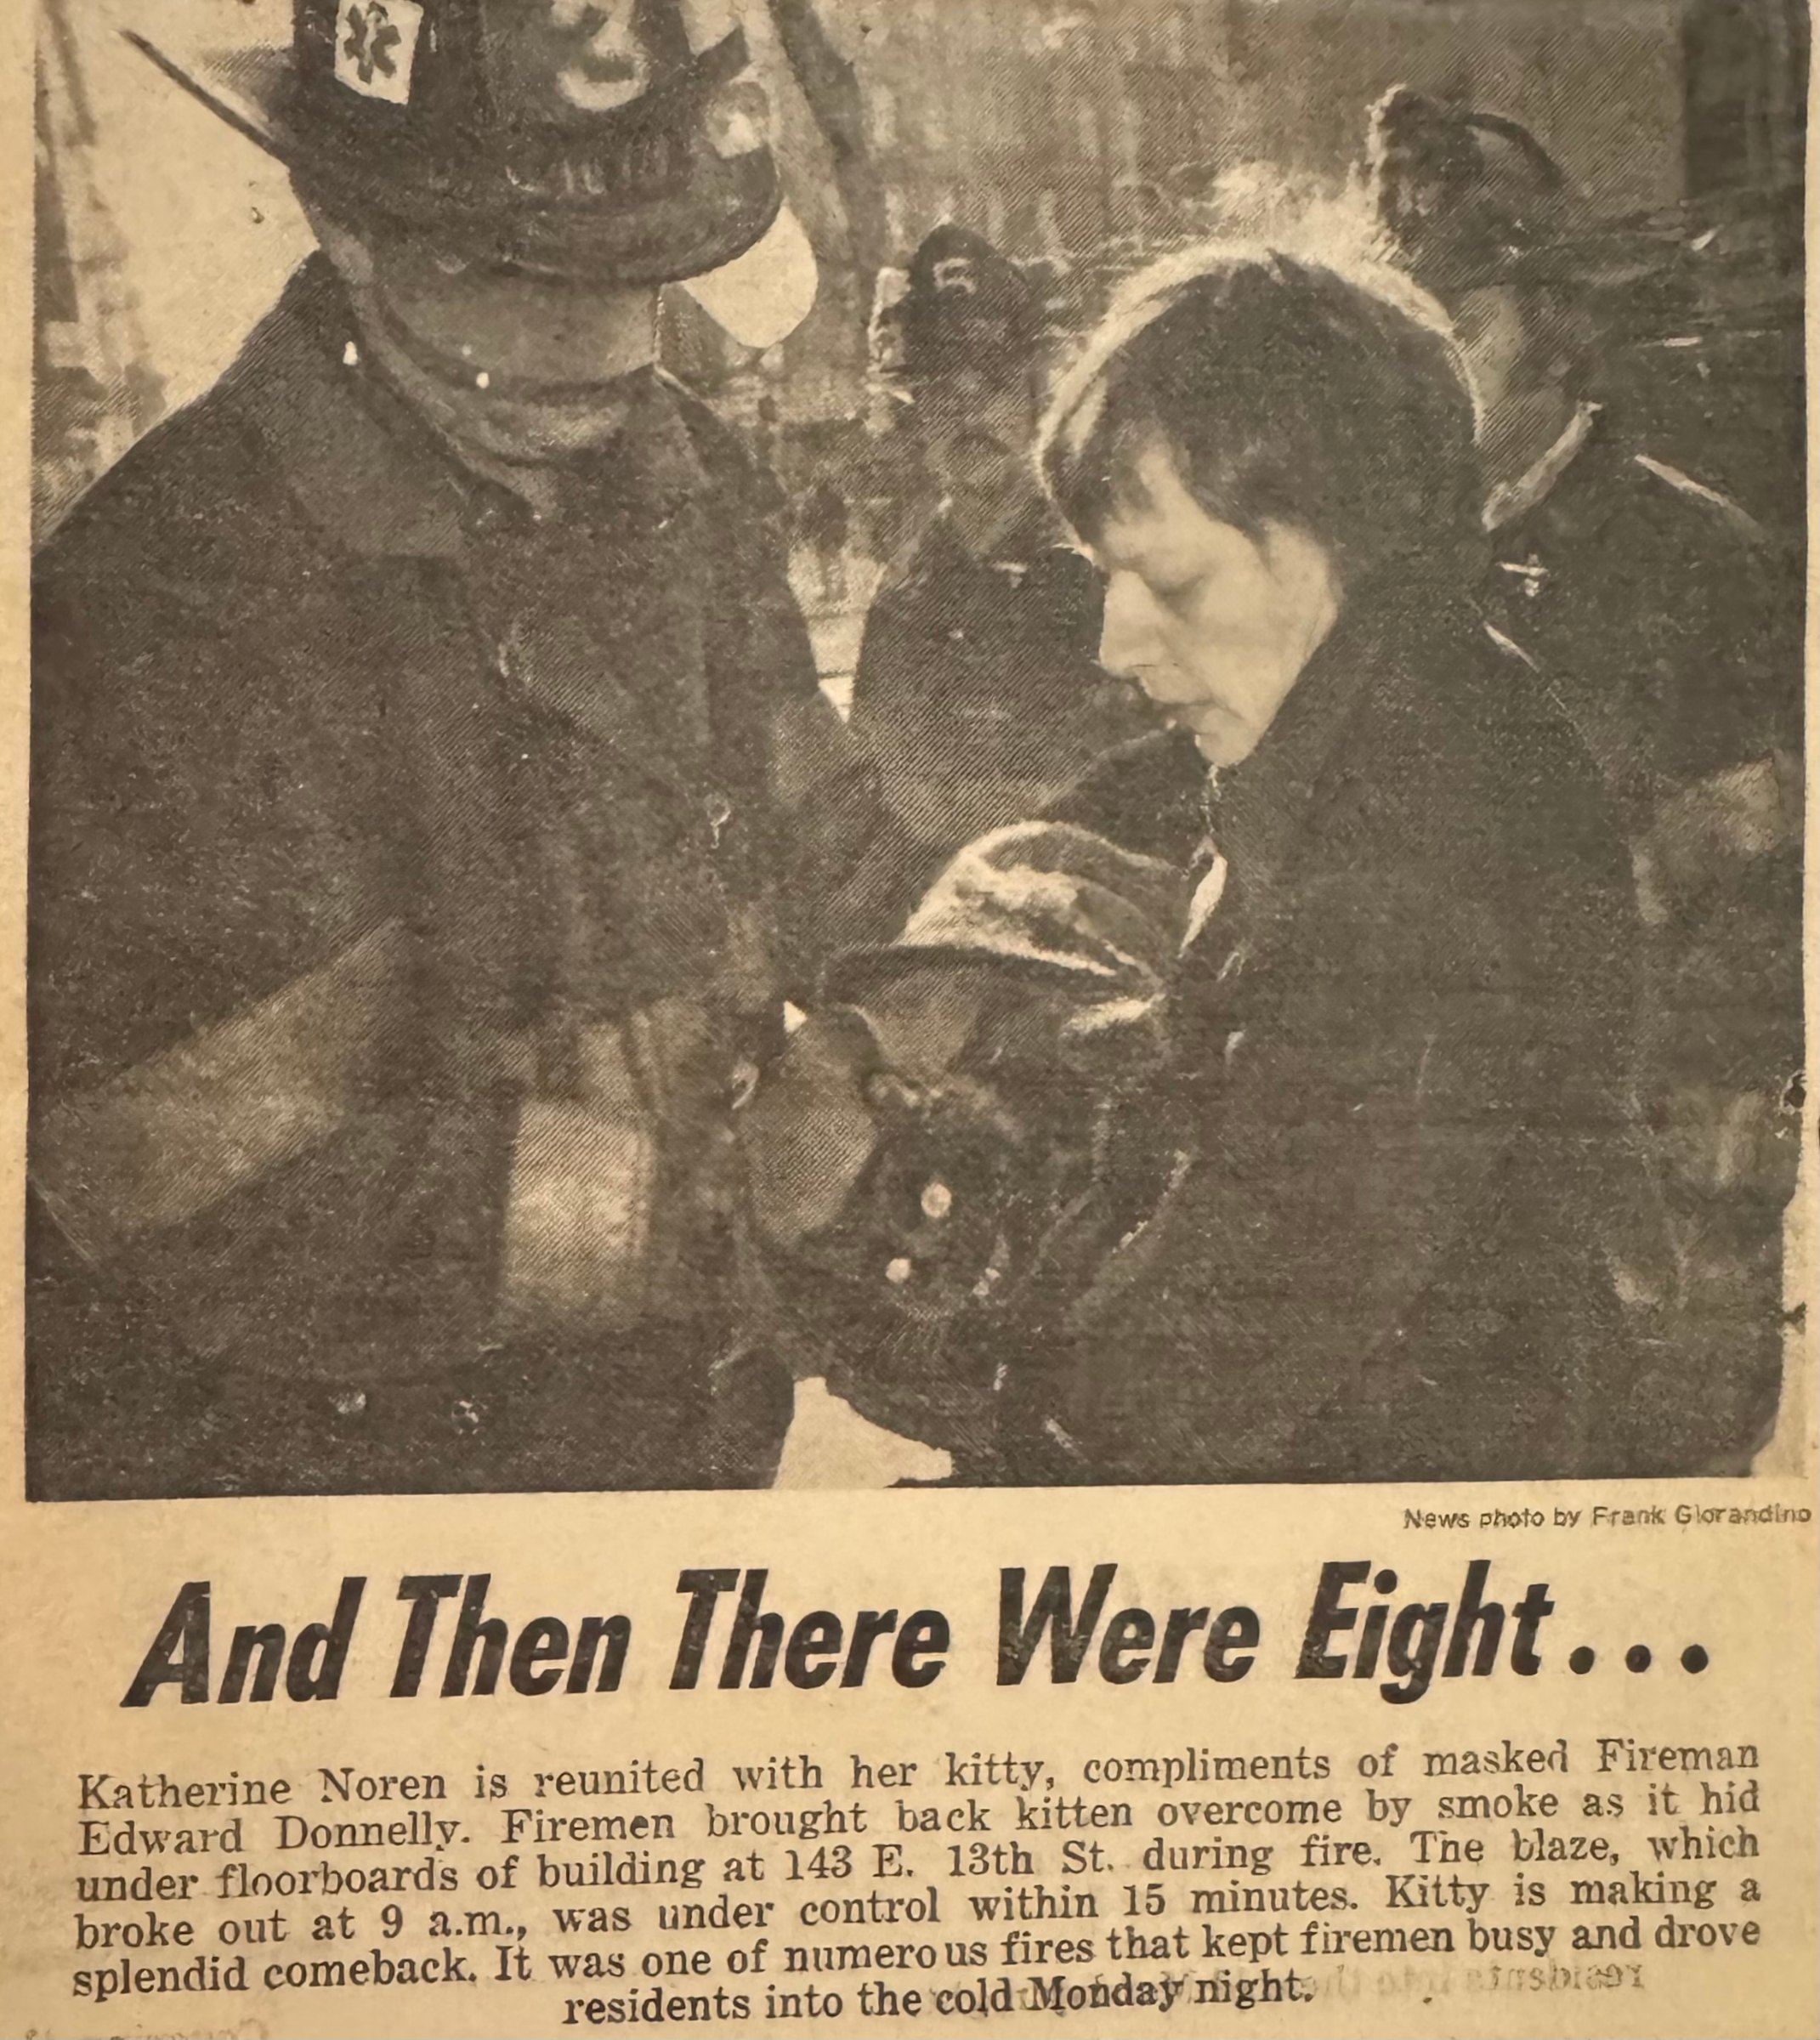 News photo by Frank Giorandino
And Then There Were Eight...
Katherine Noren is reunited with her kitty, compliments of masked Fireman
Edward Donnelly. Firemen brought back kitten overcome by smoke as it hid
under floorboards of building at 143 E. 13th St. during fire. The blaze, which
broke out at 9 a.m., was under control within 15 minutes. Kitty is making a
splendid comeback. It was one of numerous fires that kept firemen busy and drove
residents into the cold Monday night.